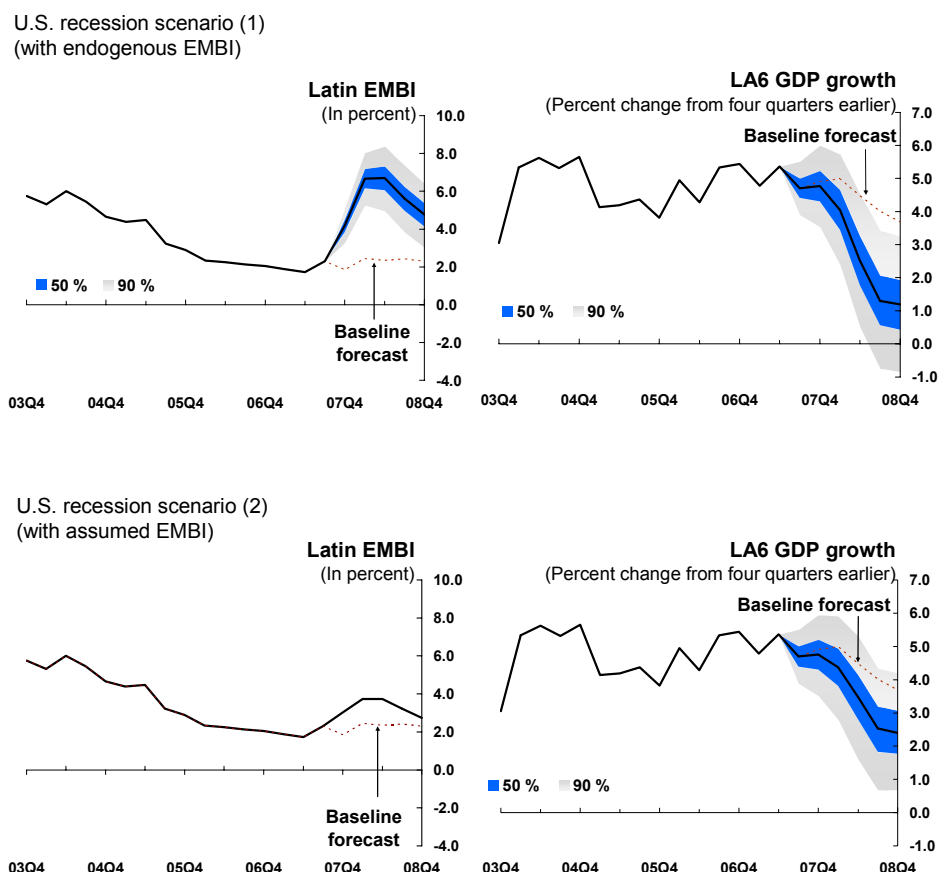 U.S. recession scenario (1)
(with endogenous EMBI)
Latin EMBI
(In percent)
10.0
8.0
6.0
4.0
2.0
0.0
-2.0
-4.0
50 % 90 %
Baseline
forecast
03Q4 04Q4 05Q4 06Q4 07Q4 08Q4
LA6 GDP growth
(Percent change from four quarters earlier)
Baseline forecast
7.0
6.0
5.0
4.0
3.0
2.0
1.0
0.0
-1.0
50 % 90 %
03Q4 04Q4 05Q4 06Q4 07Q4 08Q4
U.S. recession scenario (2)
(with assumed EMBI)
Latin EMBI
(In percent)
10.0
8.0
6.0
4.0
2.0
0.0
-2.0
-4.0
Baseline
forecast
03Q4 04Q4 05Q4 06Q4 07Q4 08Q4
LA6 GDP growth
(Percent change from four quarters earlier)
Baseline forecast
7.0
6.0
5.0
4.0
3.0
2.0
1.0
0.0
-1.0
50 % 90 %
03Q4 04Q4 05Q4 06Q4 07Q4 08Q4